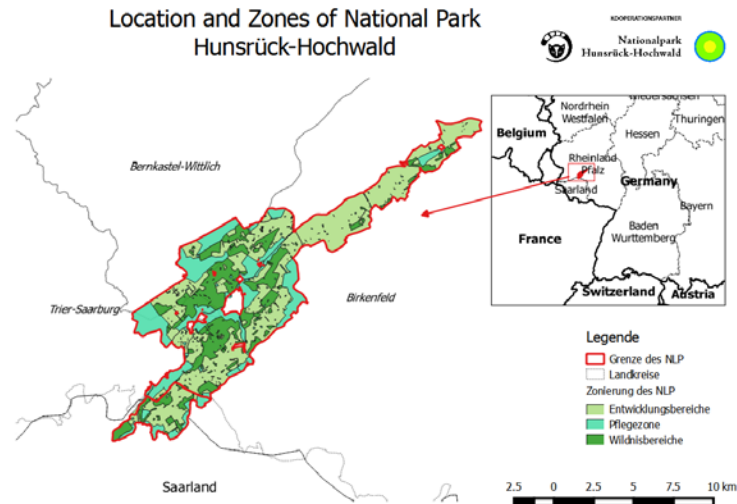 Location and Zones of National Park
Hunsrück-Hochwald
KOOPERATIONSPARTNER
Nationalpark
Hunsrück-Hochwald
Bernkastel-Wittlich
Trier-Saarburg
Birkenfeld
Saarland
Niedersachsen
Nordrhein
Westfalen
Thuringen
Belgium
Hessen
Rheinland
Pfalz
Saarland
Germany
Bayern
France
Baden
Wurttemberg
Switzerland
Austria
Legende
Grenze des NLP
Landkreise
Zonierung des NLP
Entwicklungsbereiche
Pflegezone
Wildnisbereiche
2.5 0 2.5 5 7.5 10 km